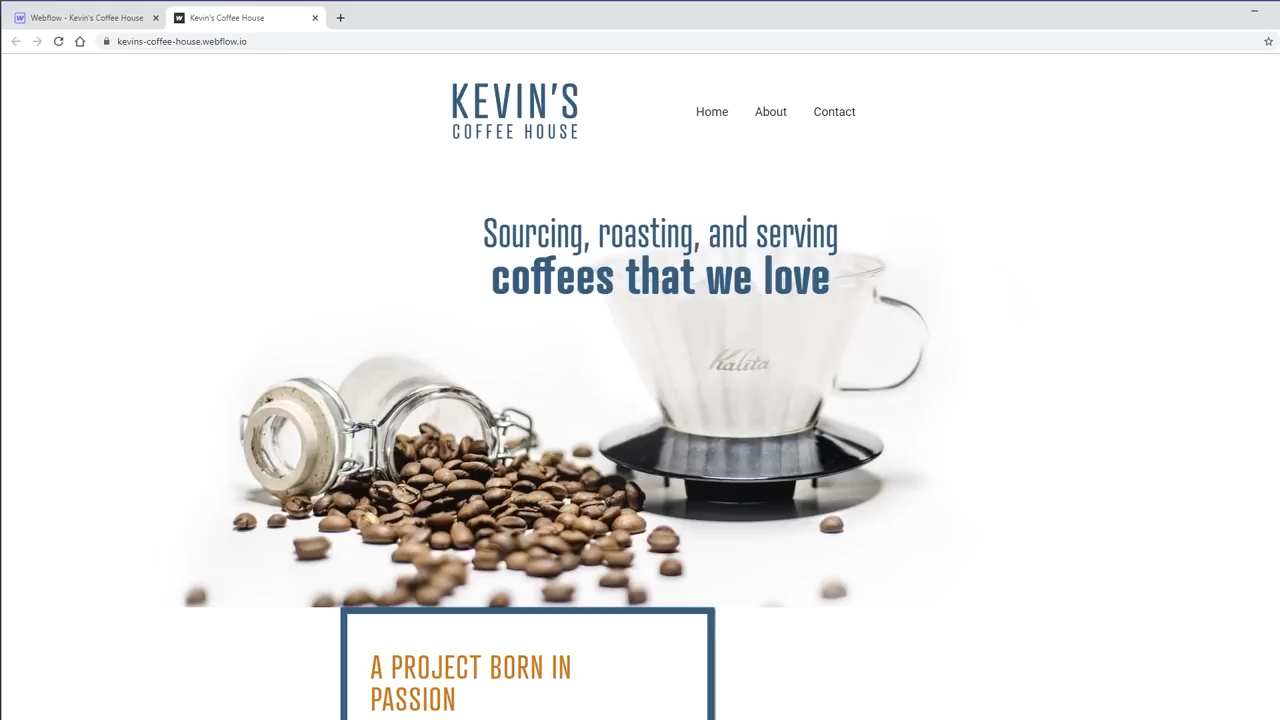 Webflow - Kevin's Coffee House
Kevin's Coffee House
kevins-coffee-house.webflow.io
KEVIN'S
COFFEE HOUSE
Home About Contact
Sourcing, roasting, and serving
coffees that we love
Kalita
A PROJECT BORN IN
PASSION